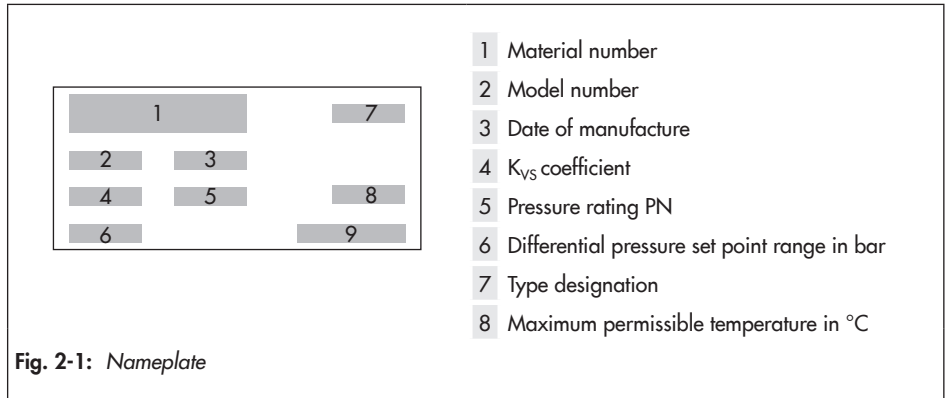 1
7
2 3
4 5
8
6
9
1 Material number
2 Model number
3 Date of manufacture
4 KVS coefficient
5 Pressure rating PN
6 Differential pressure set point range in bar
7 Type designation
8 Maximum permissible temperature in °C
Fig. 2-1: Nameplate